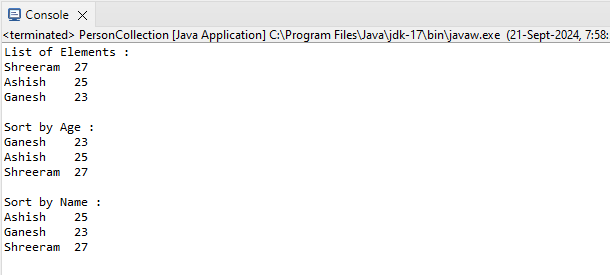 Console
<terminated> PersonCollection [Java Application] C:\Program Files\Java\jdk-17\bin\javaw.exe (21-Sept-2024, 7:58:
List of Elements :
Shreeram  27
Ashish    25
Ganesh    23

Sort by Age :
Ganesh    23
Ashish    25
Shreeram  27

Sort by Name :
Ashish    25
Ganesh    23
Shreeram  27